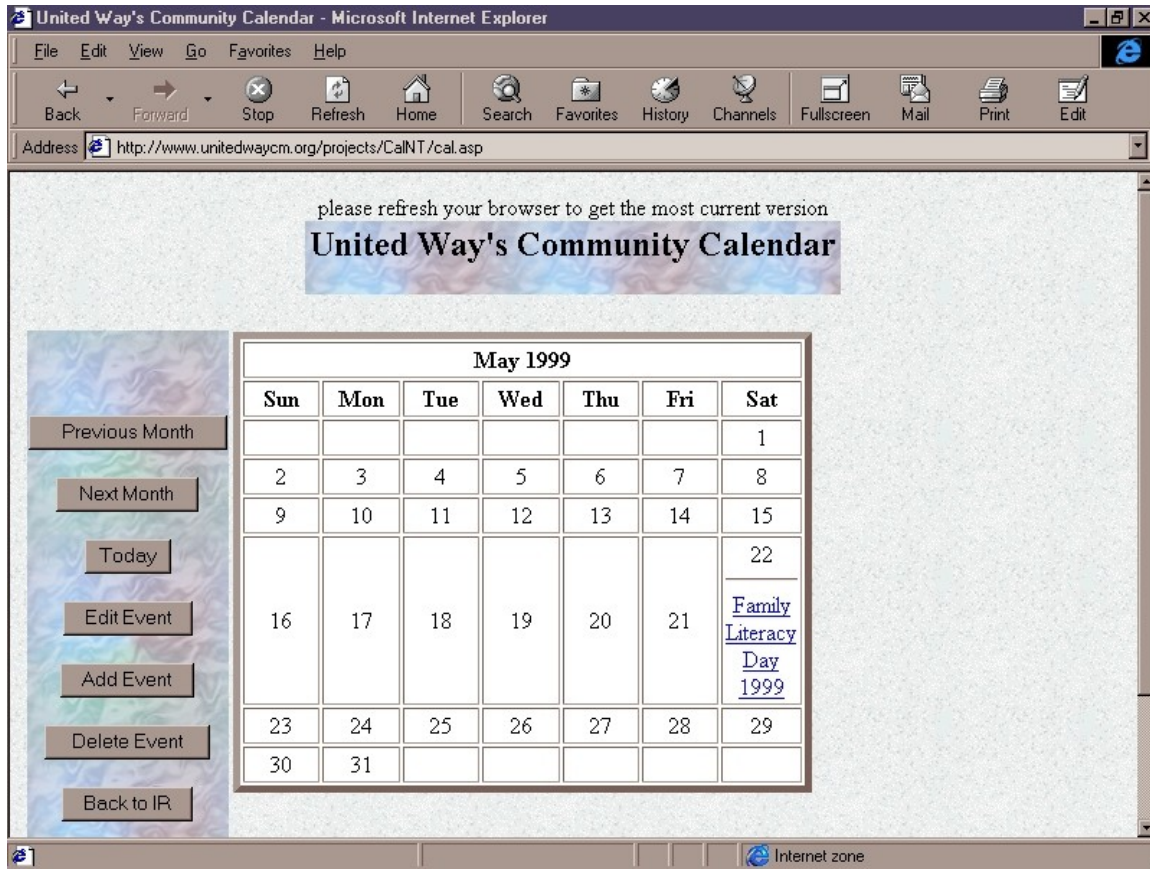 United Way's Community Calendar - Microsoft Internet Explorer
File Edit View Go Favorites Help
Back Forward Stop Refresh Home Search Favorites History Channels Fullscreen Mail Print Edit
Address http://www.unitedwaycm.org/projects/CalNT/cal.asp
please refresh your browser to get the most current version
United Way's Community Calendar
Previous Month
Next Month
Today
Edit Event
Add Event
Delete Event
Back to IR
May 1999
Sun Mon Tue Wed Thu Fri Sat
1
2 3 4 5 6 7 8
9 10 11 12 13 14 15
16 17 18 19 20 21 22
Family
Literacy
Day
1999
23 24 25 26 27 28 29
30 31
Internet zone